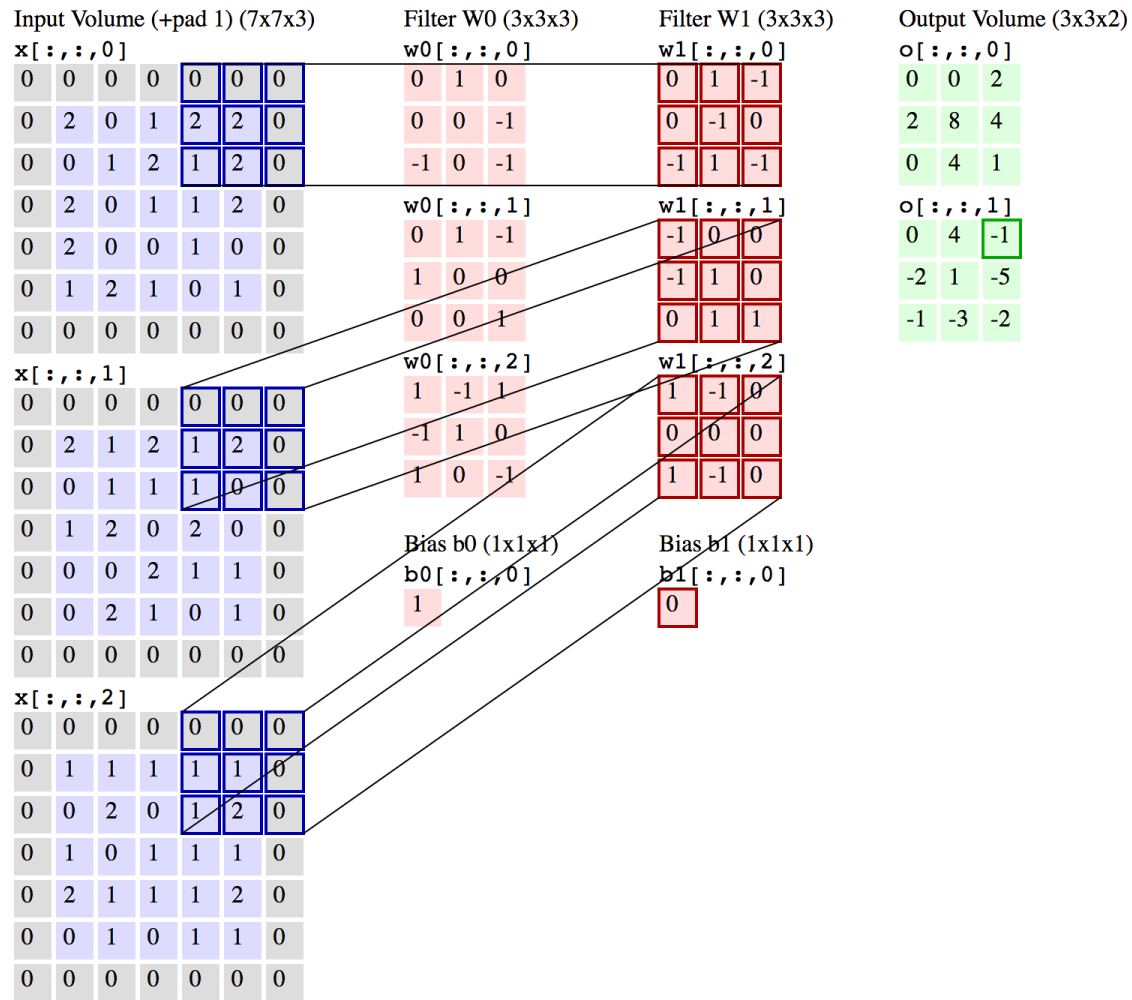 Input Volume (+pad 1) (7x7x3)
x[:,:,0]
0 0 0 0 0 0 0
0 2 0 1 2 2 0
0 0 1 2 1 2 0
0 2 0 1 1 2 0
0 2 0 0 1 0 0
0 1 2 1 0 1 0
0 0 0 0 0 0 0
x[:,:,1]
0 0 0 0 0 0 0
0 2 1 2 1 2 0
0 0 1 1 1 0 0
0 1 2 0 2 0 0
0 0 0 2 1 1 0
0 0 2 1 0 1 0
0 0 0 0 0 0 0
x[:,:,2]
0 0 0 0 0 0 0
0 1 1 1 1 1 0
0 0 2 0 1 2 0
0 1 0 1 1 1 0
0 2 1 1 1 2 0
0 0 1 0 1 1 0
0 0 0 0 0 0 0
Filter W0 (3x3x3)
w0[:,:,0]
0 1 0
0 0 -1
-1 0 -1
w0[:,:,1]
0 1 -1
1 0 0
0 0 1
w0[:,:,2]
1 -1 1
-1 1 0
1 0 -1
Bias b0 (1x1x1)
b0[:,:,0]
1
Filter W1 (3x3x3)
w1[:,:,0]
0 1 -1
0 -1 0
-1 1 -1
w1[:,:,1]
-1 0 0
-1 1 0
0 1 1
w1[:,:,2]
1 -1 0
0 0 0
1 -1 0
Bias b1 (1x1x1)
b1[:,:,0]
0
Output Volume (3x3x2)
o[:,:,0]
0 0 2
2 8 4
0 4 1
o[:,:,1]
0 4 -1
-2 1 -5
-1 -3 -2